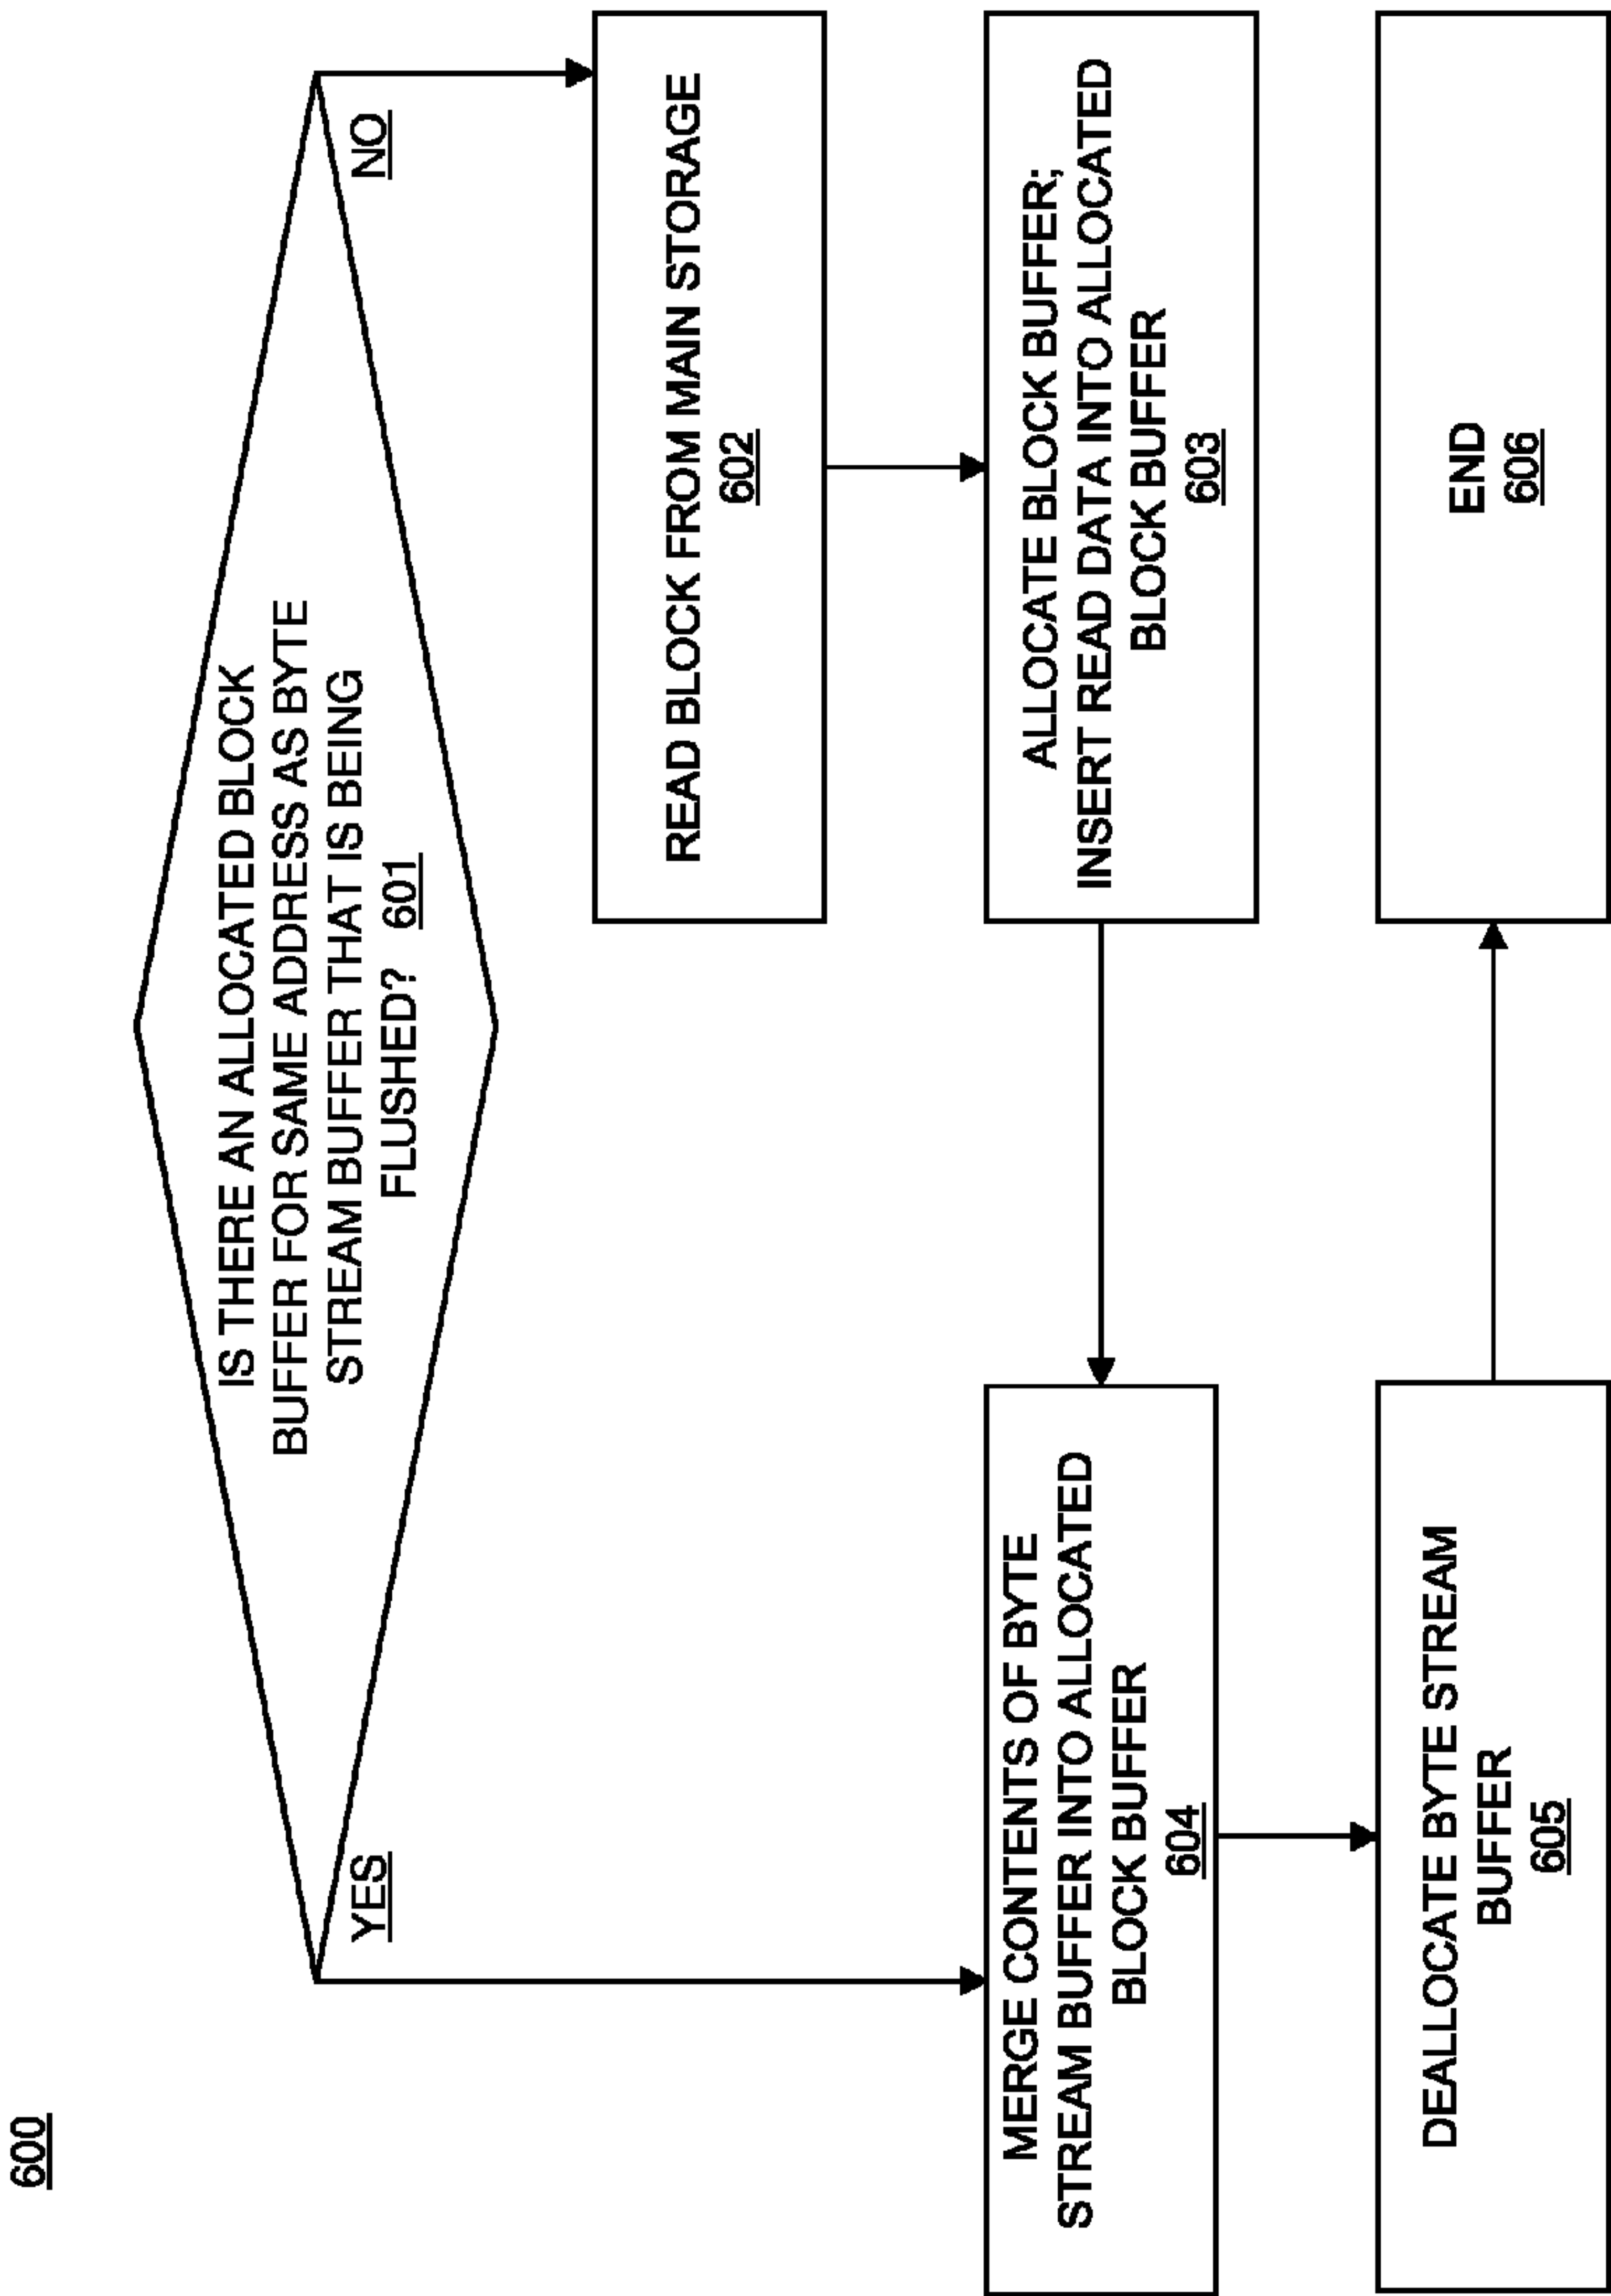 600
IS THERE AN ALLOCATED BLOCK
BUFFER FOR SAME ADDRESS AS BYTE
STREAM BUFFER THAT IS BEING
FLUSHED? 601
YES
NO
READ BLOCK FROM MAIN STORAGE
602
ALLOCATE BLOCK BUFFER;
INSERT READ DATA INTO ALLOCATED
BLOCK BUFFER
603
MERGE CONTENTS OF BYTE
STREAM BUFFER INTO ALLOCATED
BLOCK BUFFER
604
DEALLOCATE BYTE STREAM
BUFFER
605
END
606